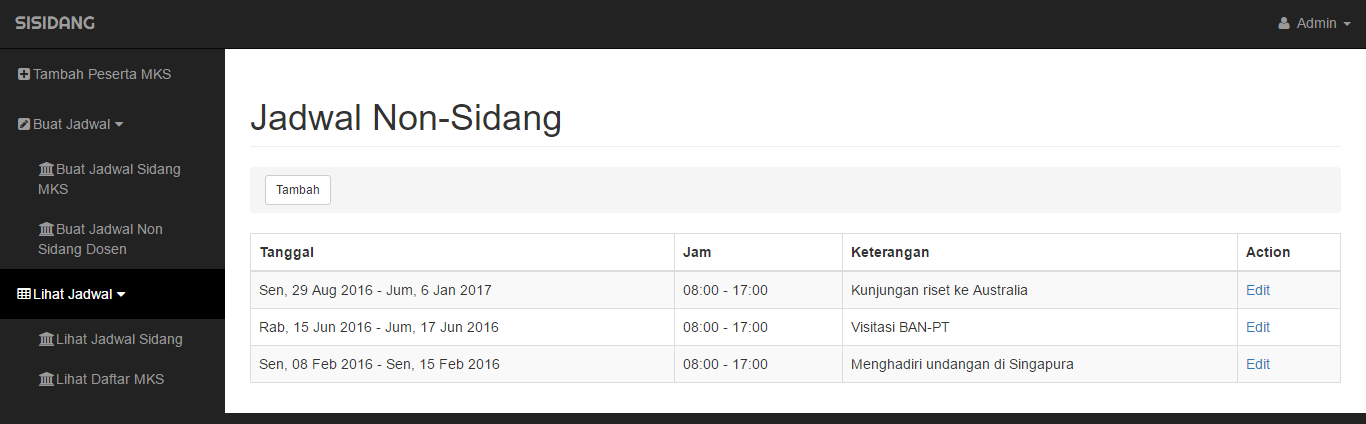 SISIDANG
Admin
Tambah Peserta MKS
Buat Jadwal
Buat Jadwal Sidang
MKS
Buat Jadwal Non
Sidang Dosen
Lihat Jadwal
Lihat Jadwal Sidang
Lihat Daftar MKS
Jadwal Non-Sidang
Tambah
Tanggal Jam Keterangan Action
Sen, 29 Aug 2016 - Jum, 6 Jan 2017 08:00 - 17:00 Kunjungan riset ke Australia Edit
Rab, 15 Jun 2016 - Jum, 17 Jun 2016 08:00 - 17:00 Visitasi BAN-PT Edit
Sen, 08 Feb 2016 - Sen, 15 Feb 2016 08:00 - 17:00 Menghadiri undangan di Singapura Edit